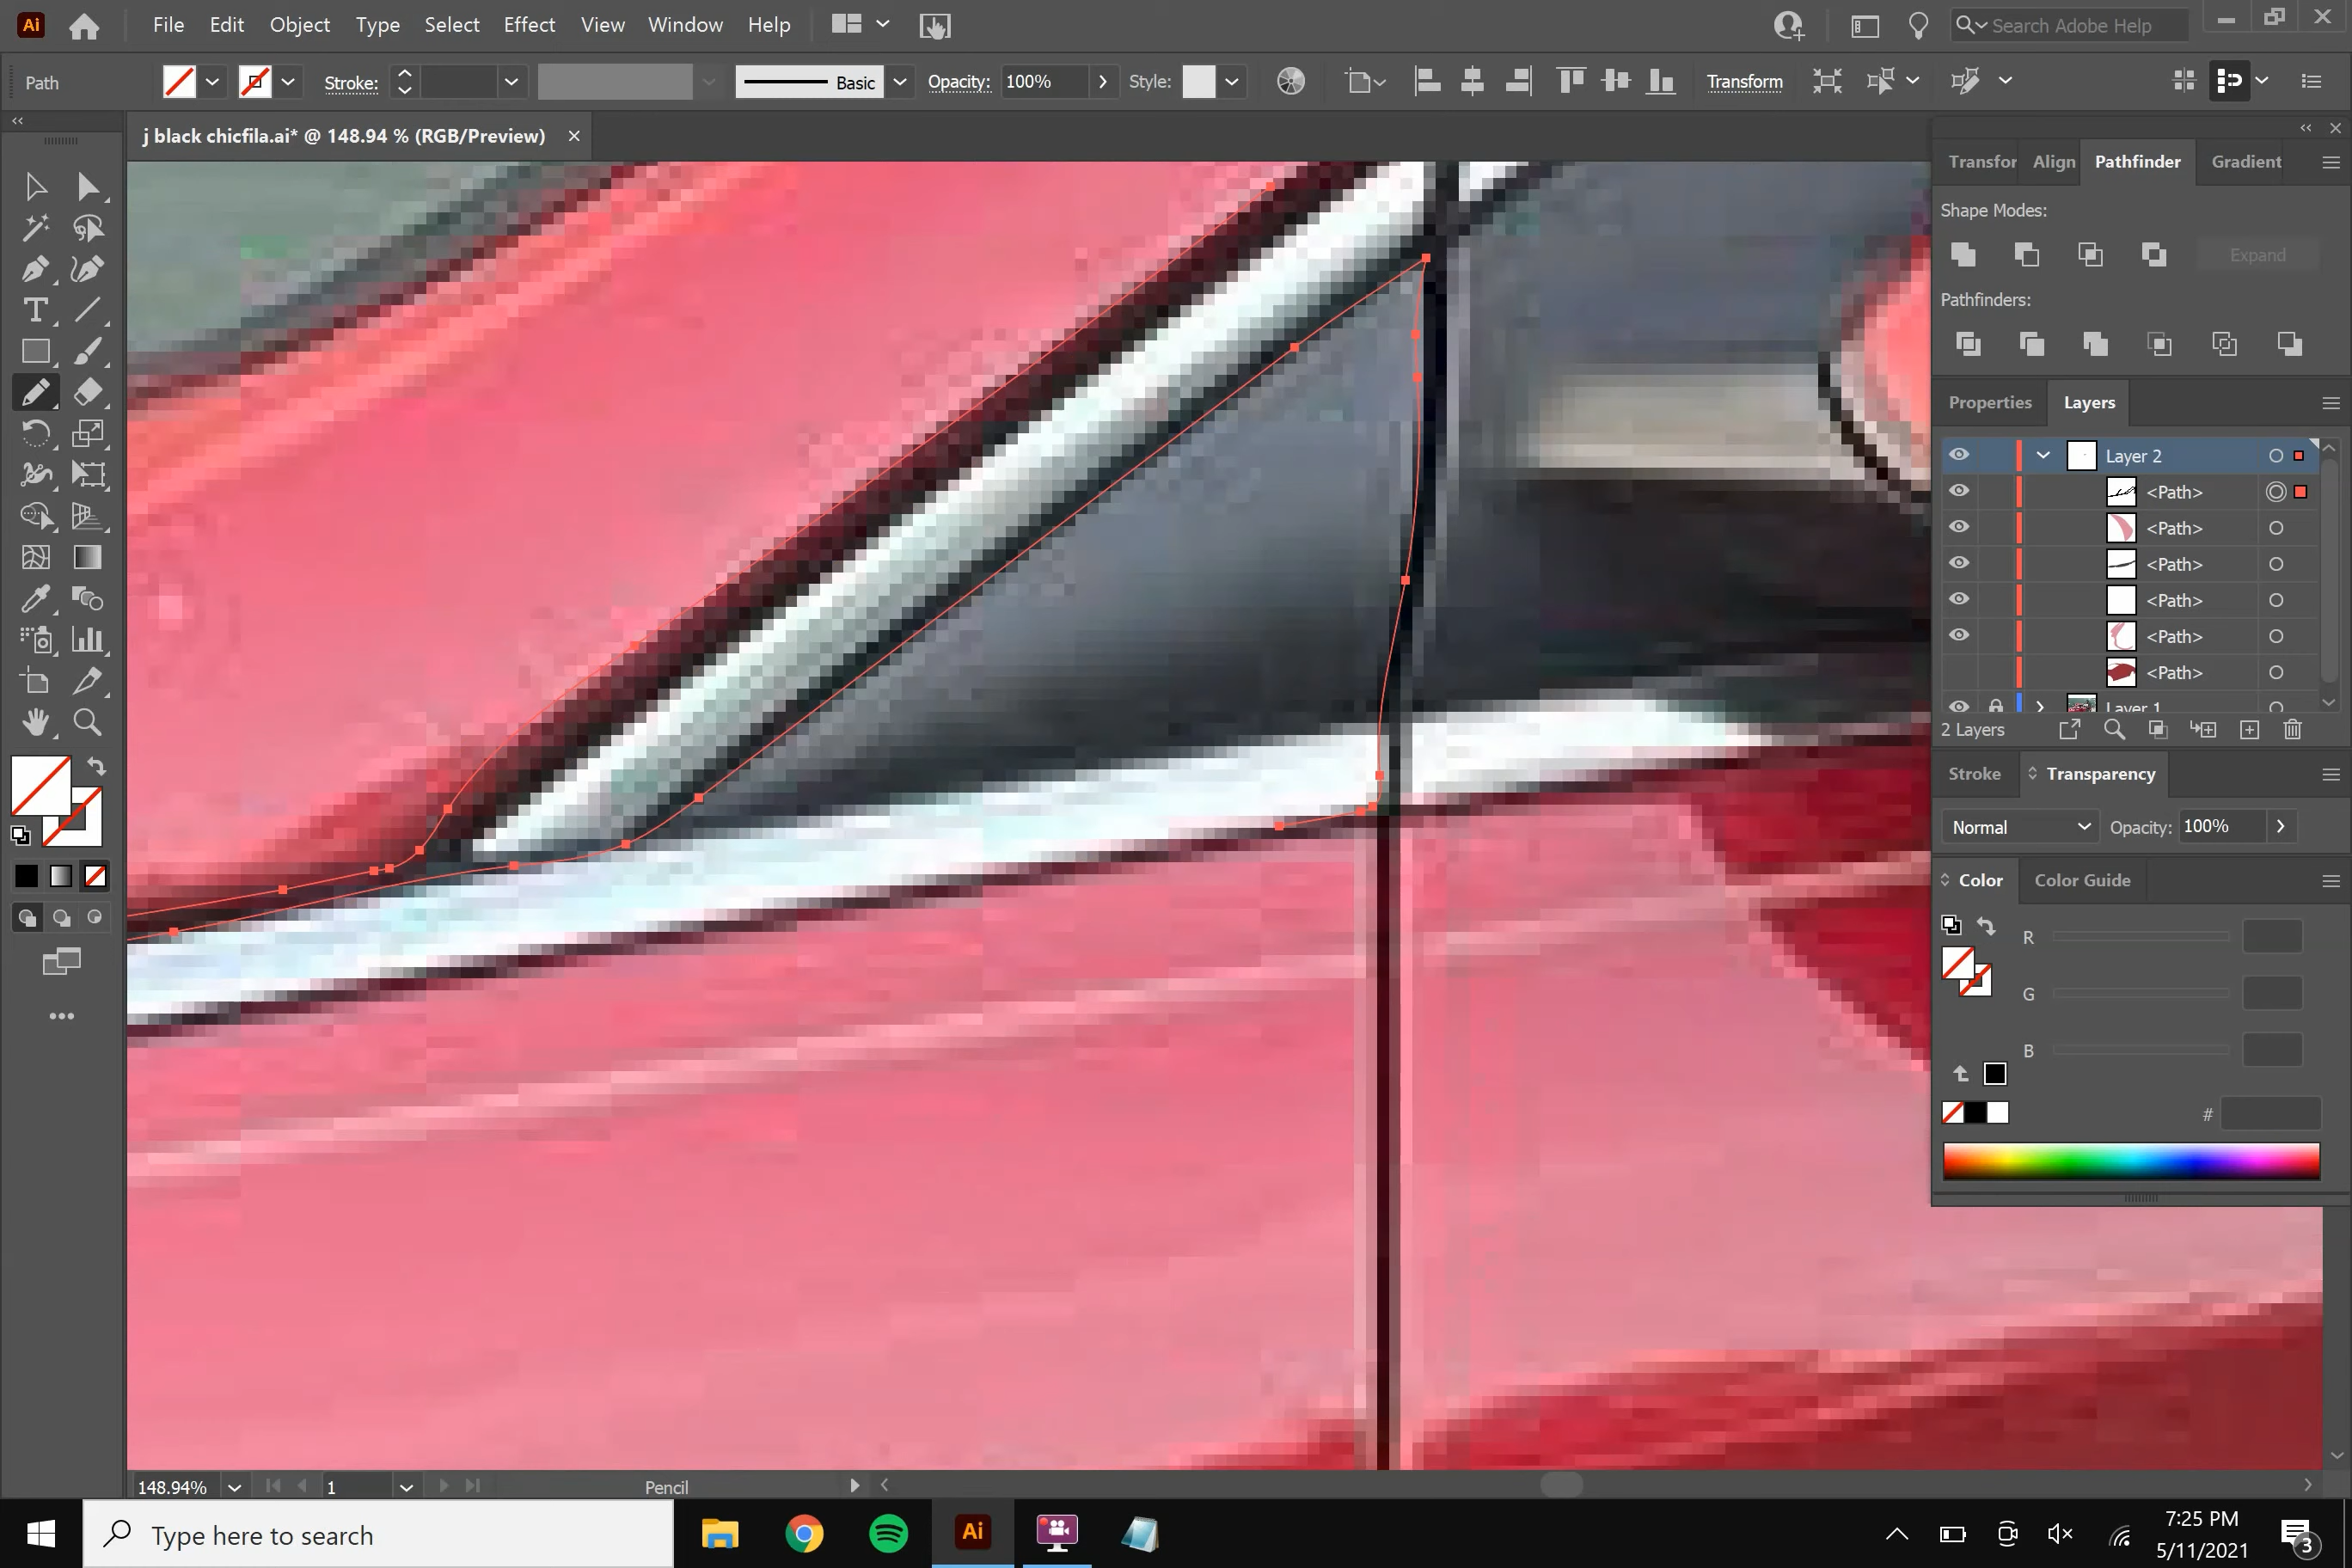 Ai File Edit Object Type Select Effect View Window Help Search Adobe Help
Path Stroke: Basic Opacity: 100% Style: Transform
j black chicfila.ai* @ 148.94 % (RGB/Preview)
Transfor Align Pathfinder Gradient
Shape Modes:
Expand
Pathfinders:
Properties Layers
Layer 2
<Path>
<Path>
<Path>
<Path>
<Path>
<Path>
Layer 1
2 Layers
Stroke Transparency
Normal Opacity: 100%
Color Color Guide
R
G
B
#
148.94% 1 Pencil
Type here to search Ai 7:25 PM
5/11/2021 3